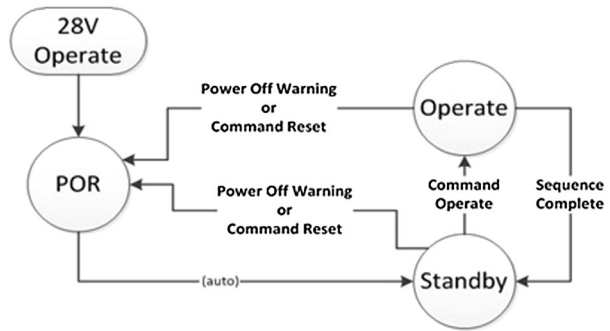 28V
Operate
Power Off Warning
or
Command Reset
Operate
POR
Power Off Warning
or
Command Reset
Command
Operate
Sequence
Complete
(auto)
Standby